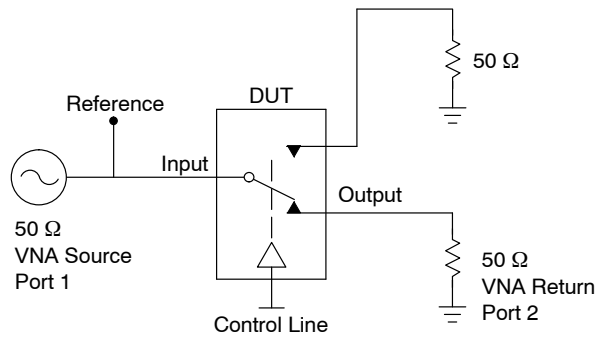 50 Ω
DUT
Reference
Input
Output
50 Ω
VNA Source
Port 1
50 Ω
VNA Return
Port 2
Control Line